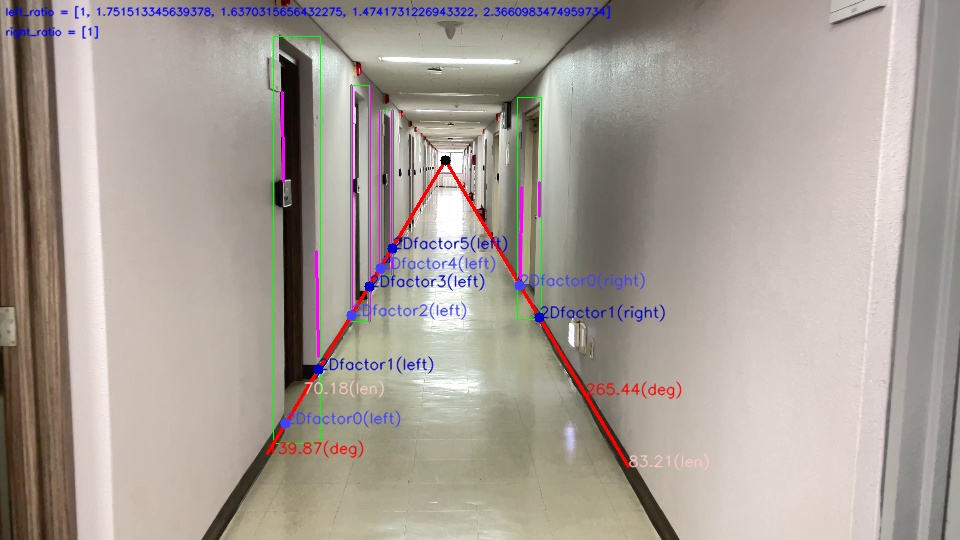 left_ratio = [1, 1.751513345639378, 1.6370315656432275, 1.4741731226943322, 2.3660983474959734]
right_ratio = [1]
2Dfactor5(left)
2Dfactor4(left)
2Dfactor3(left)
2Dfactor0(right)
2Dfactor2(left)
2Dfactor1(right)
2Dfactor1(left)
70.18(len)
265.44(deg)
2Dfactor0(left)
39.87(deg)
83.21(len)